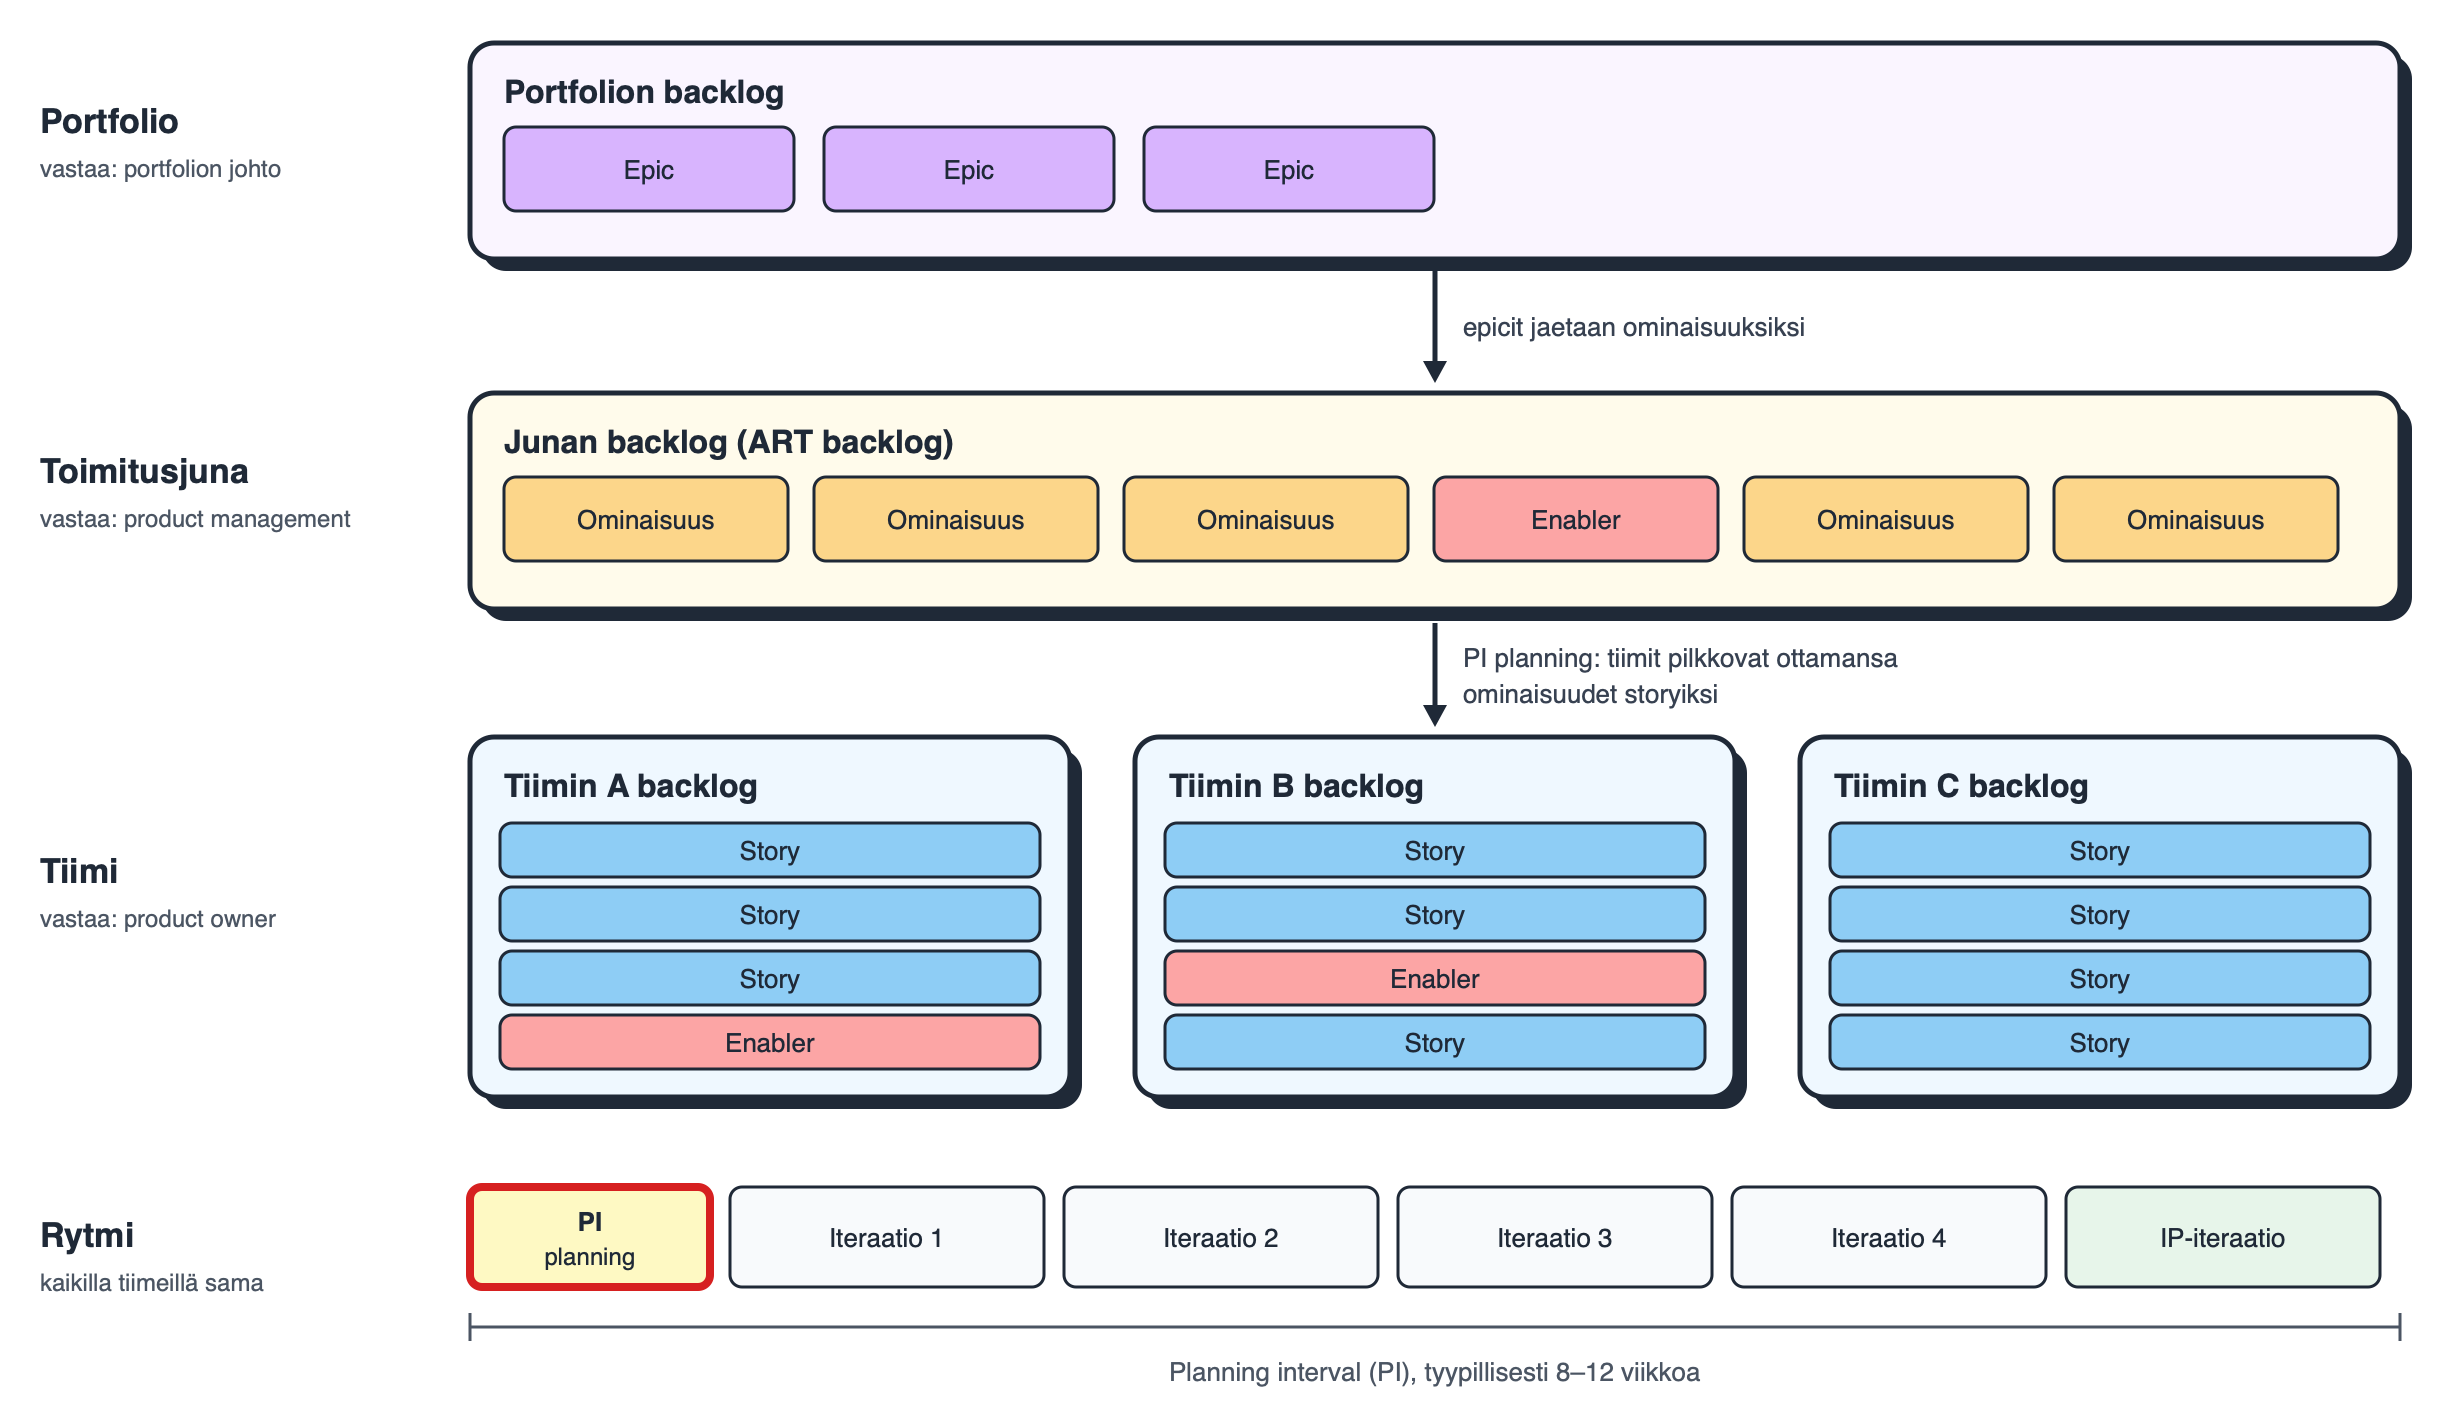 Portfolio
vastaa: portfolion johto
Portfolion backlog
Epic
Epic
Epic
epicit jaetaan ominaisuuksiksi
Toimitusjuna
vastaa: product management
Junan backlog (ART backlog)
Ominaisuus
Ominaisuus
Ominaisuus
Enabler
Ominaisuus
Ominaisuus
PI planning: tiimit pilkkovat ottamansa
ominaisuudet storyiksi
Tiimi
vastaa: product owner
Tiimin A backlog
Story
Story
Story
Enabler
Tiimin B backlog
Story
Story
Enabler
Story
Tiimin C backlog
Story
Story
Story
Story
Rytmi
kaikilla tiimeillä sama
PI
planning
Iteraatio 1
Iteraatio 2
Iteraatio 3
Iteraatio 4
IP-iteraatio
Planning interval (PI), tyypillisesti 8–12 viikkoa